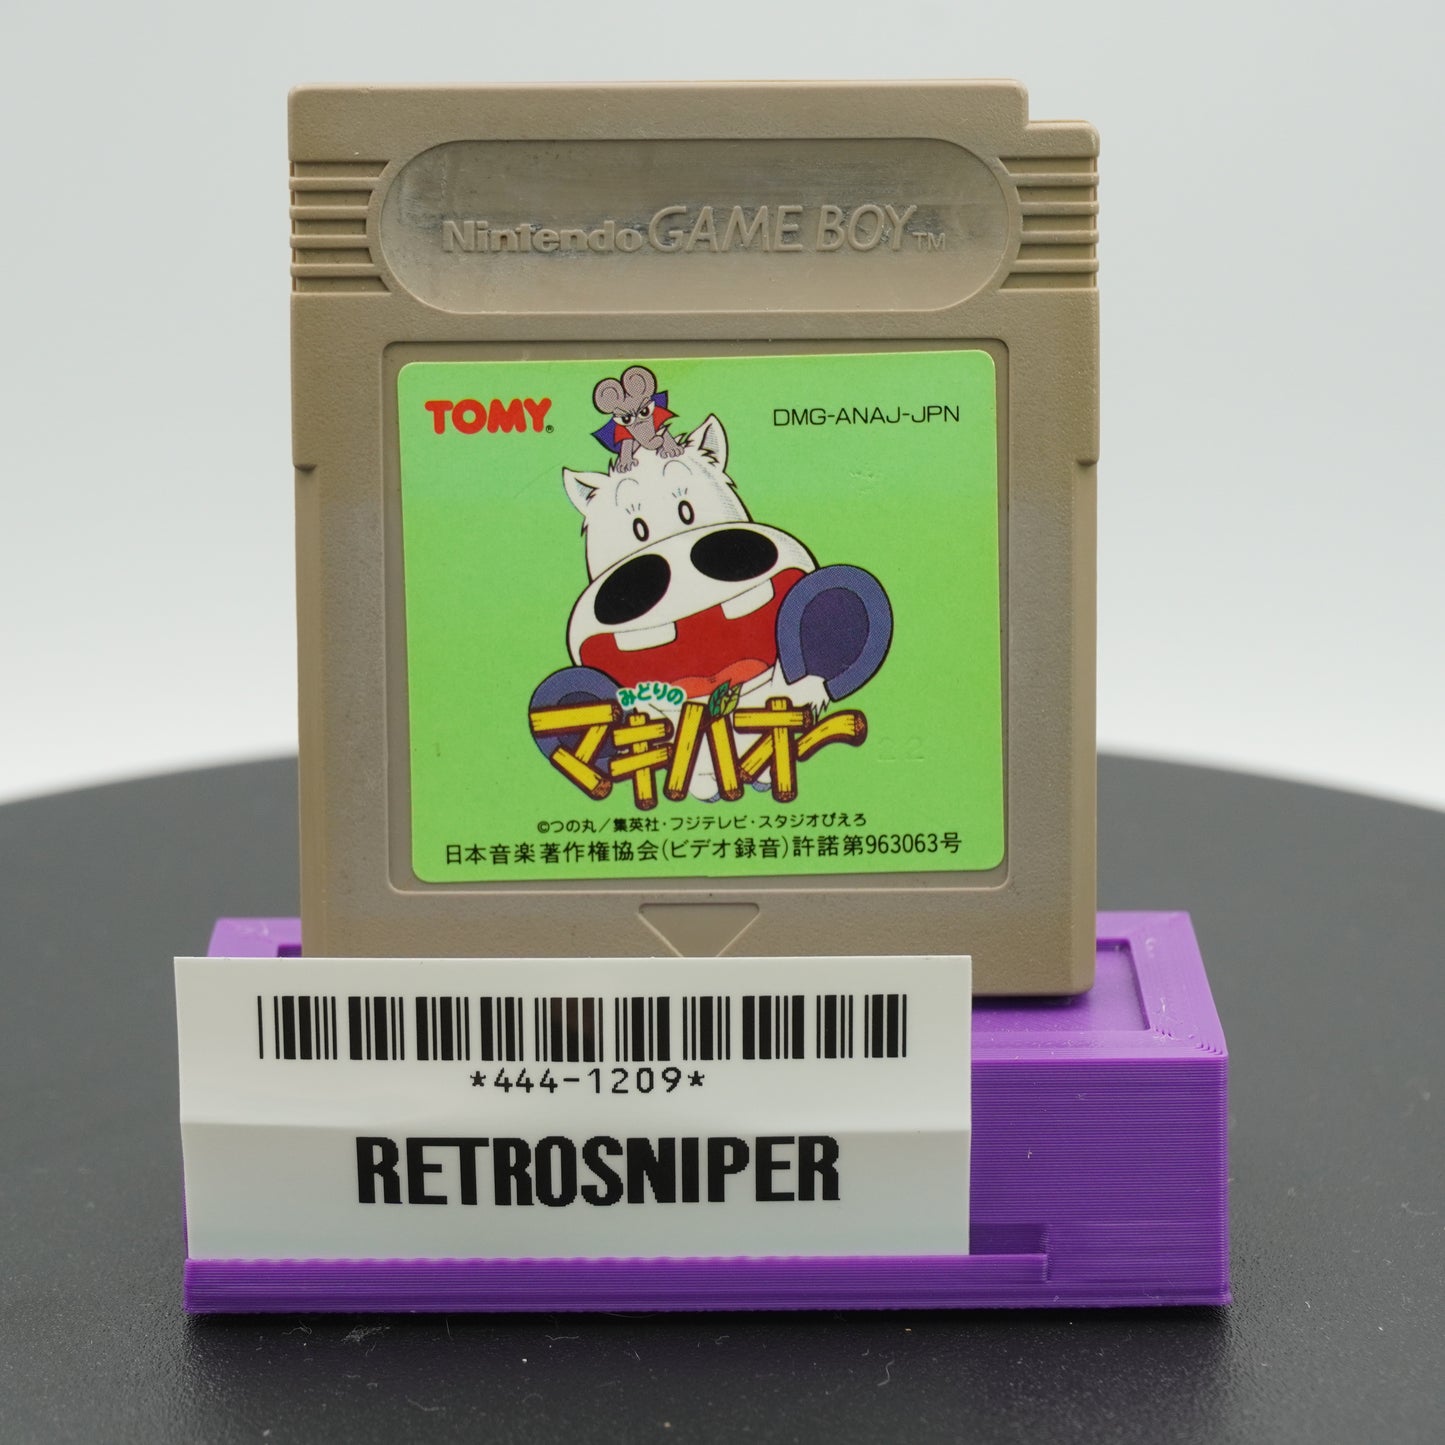 Nintendo GAME BOY™
TOMY®
DMG-ANAJ-JPN
みどりの
マキバオー
22
©つの丸/集英社・フジテレビ・スタジオぴえろ
日本音楽著作権協会(ビデオ録音)許諾第963063号
*444-1209*
RETROSNIPER